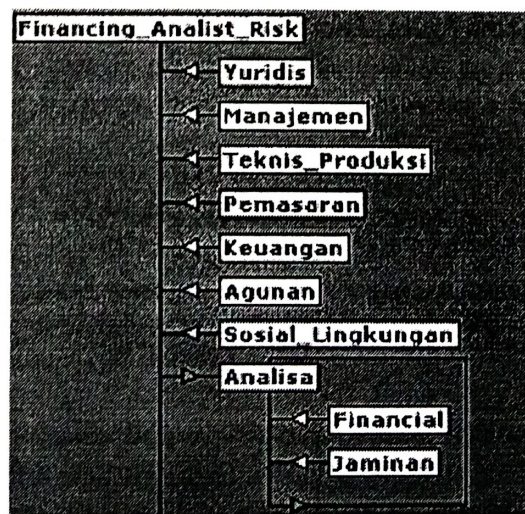 Financing_Analist_Risk
Yuridis
Manajemen
Teknis_Produksi
Pemasaran
Keuangan
Agunan
Sosial_Lingkungan
Analisa
Financial
Jaminan